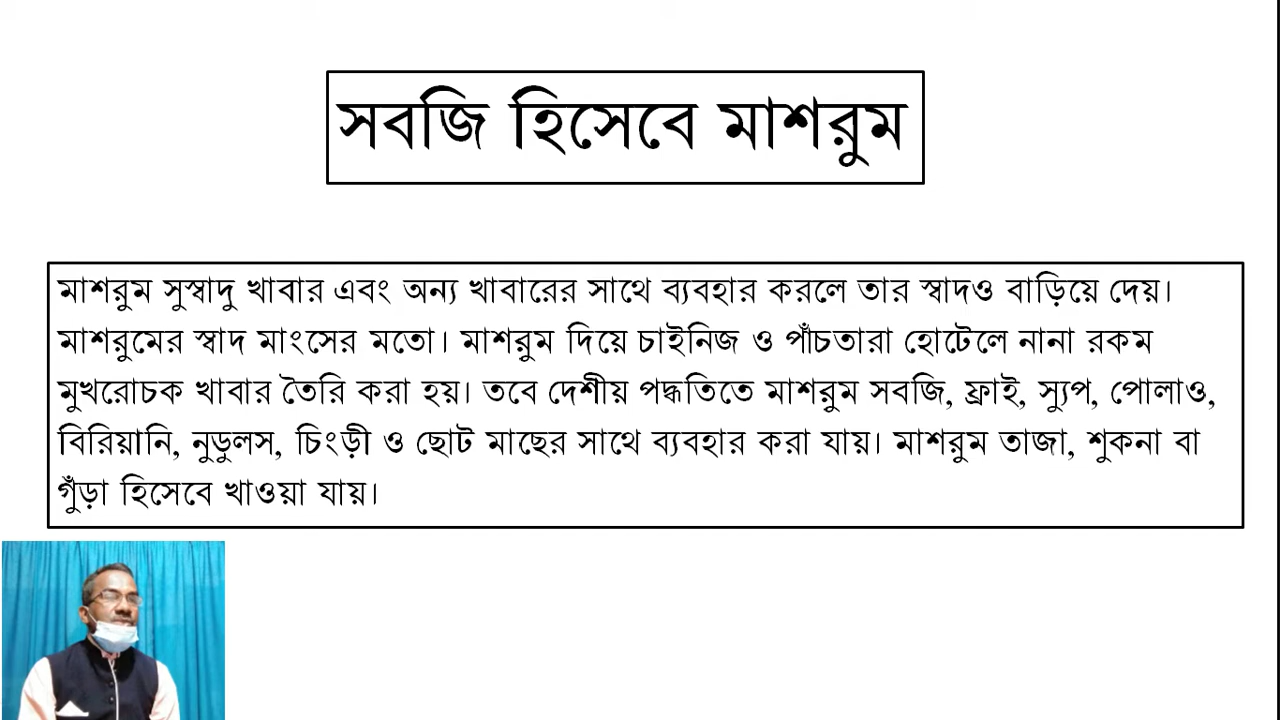 সবজি হিসেবে মাশরুম
মাশরুম সুস্বাদু খাবার এবং অন্য খাবারের সাথে ব্যবহার করলে তার স্বাদও বাড়িয়ে দেয়।
মাশরুমের স্বাদ মাংসের মতো। মাশরুম দিয়ে চাইনিজ ও পাঁচতারা হোটেলে নানা রকম
মুখরোচক খাবার তৈরি করা হয়। তবে দেশীয় পদ্ধতিতে মাশরুম সবজি, ফ্রাই, স্যুপ, পোলাও,
বিরিয়ানি, নুডুলস, চিংড়ী ও ছোট মাছের সাথে ব্যবহার করা যায়। মাশরুম তাজা, শুকনা বা
গুঁড়া হিসেবে খাওয়া যায়।